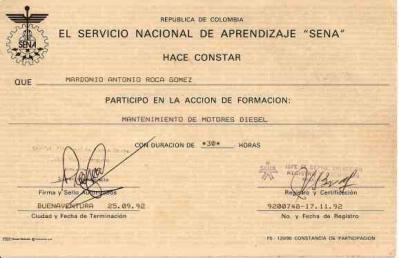 REPUBLICA DE COLOMBIA
EL SERVICIO NACIONAL DE APRENDIZAJE "SENA"
SENA
HACE CONSTAR
QUE MARDONIO ANTONIO ROCA GOMEZ
PARTICIPO EN LA ACCION DE FORMACION:
MANTENIMIENTO DE MOTORES DIESEL
CON DURACION DE *30* HORAS
Firma y Sello Autorizados
Registro y Certificación
BUENAVENTURA 25.09.92
9200748-17.11.92
Ciudad y Fecha de Terminación
No. y Fecha de Registro
CONSTANCIA DE PARTICIPACION